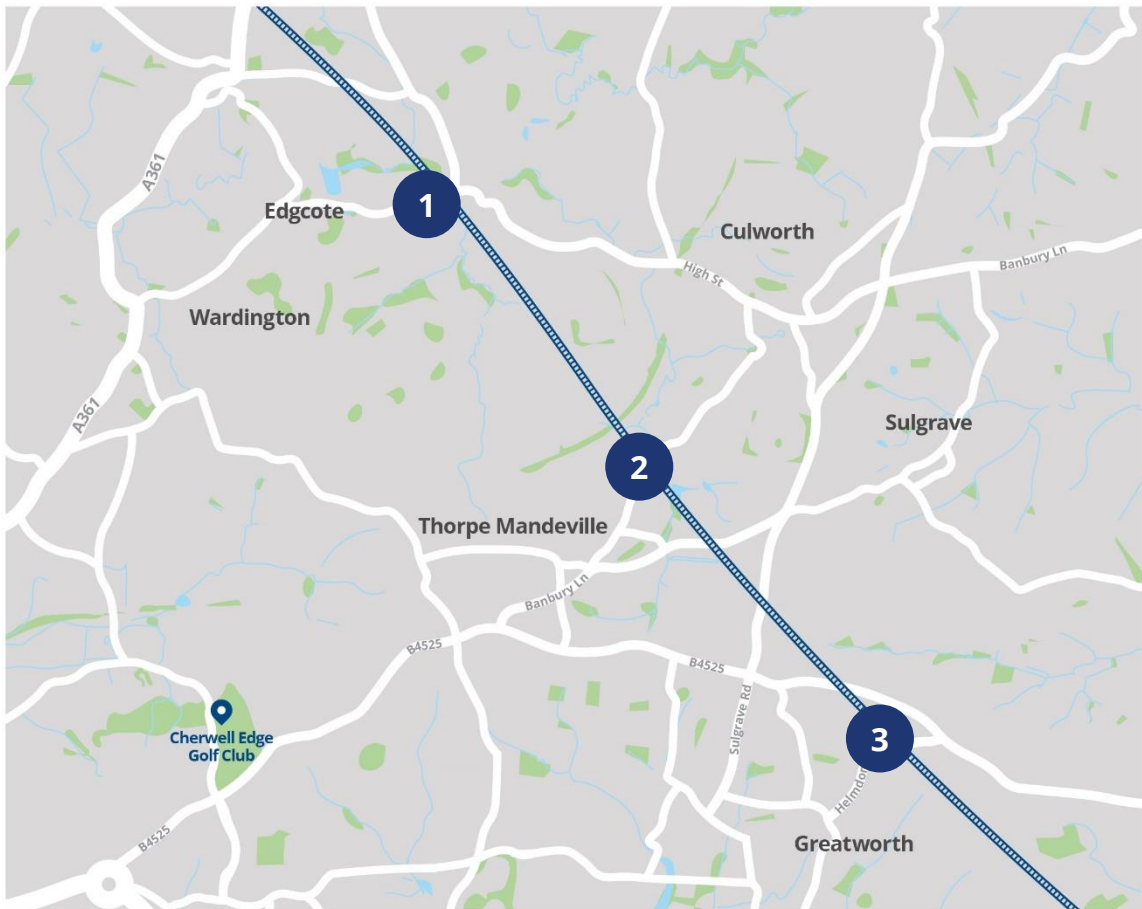 A361
1
Edgcote
Culworth
High St
Banbury Ln
Wardington
A361
Sulgrave
2
Thorpe Mandeville
Banbury Ln
B4525
B4525
Sulgrave Rd
Cherwell Edge
Golf Club
3
Helmdon
B4525
Greatworth